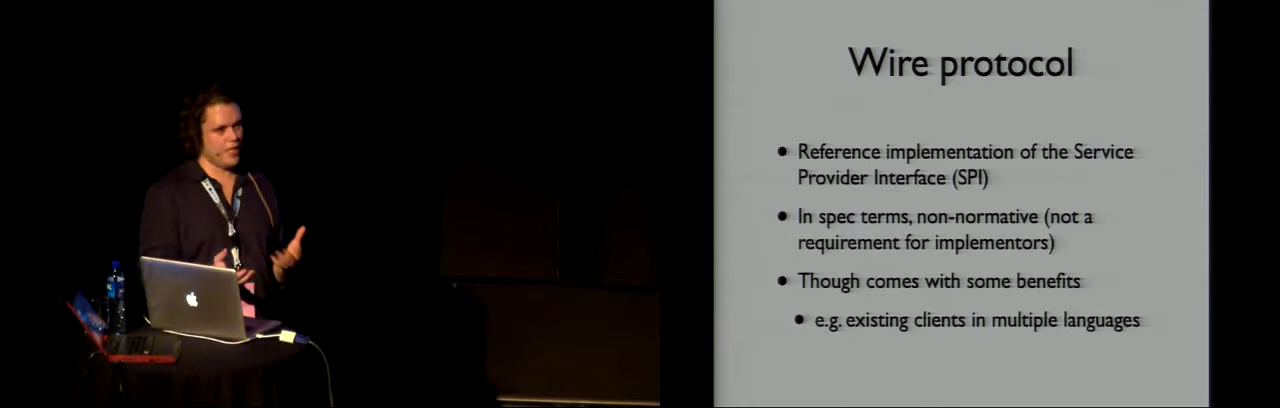 Wire protocol
• Reference implementation of the Service
Provider Interface (SPI)
• In spec terms, non-normative (not a
requirement for implementors)
• Though comes with some benefits
• e.g. existing clients in multiple languages